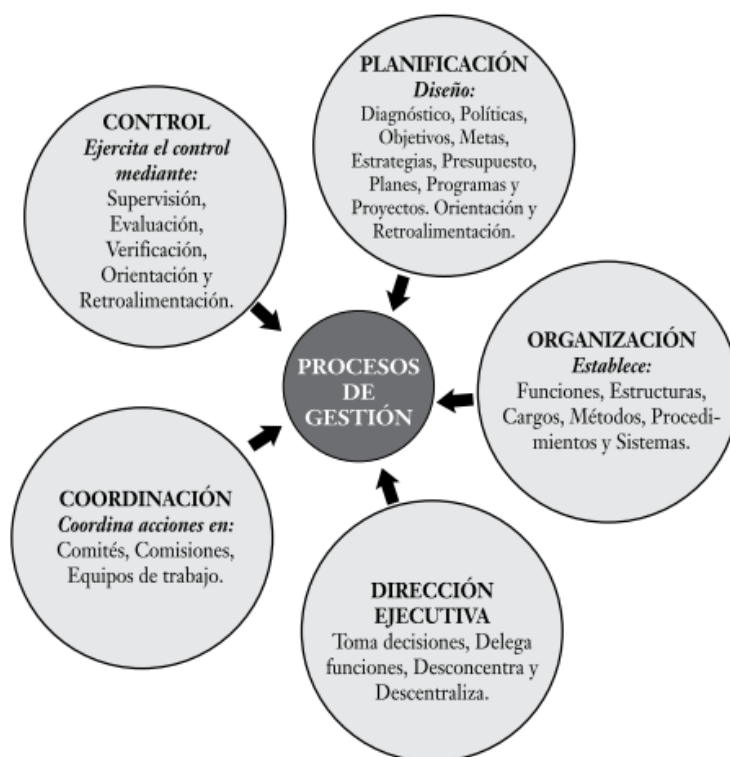 PLANIFICACIÓN
Diseño:
Diagnóstico, Políticas,
Objetivos, Metas,
Estrategias, Presupuesto,
Planes, Programas y
Proyectos. Orientación y
Retroalimentación.
CONTROL
Ejercita el control
mediante:
Supervisión,
Evaluación,
Verificación,
Orientación y
Retroalimentación.
PROCESOS
DE
GESTIÓN
ORGANIZACIÓN
Establece:
Funciones, Estructuras,
Cargos, Métodos, Procedi-
mientos y Sistemas.
COORDINACIÓN
Coordina acciones en:
Comités, Comisiones,
Equipos de trabajo.
DIRECCIÓN
EJECUTIVA
Toma decisiones, Delega
funciones, Desconcentra y
Descentraliza.